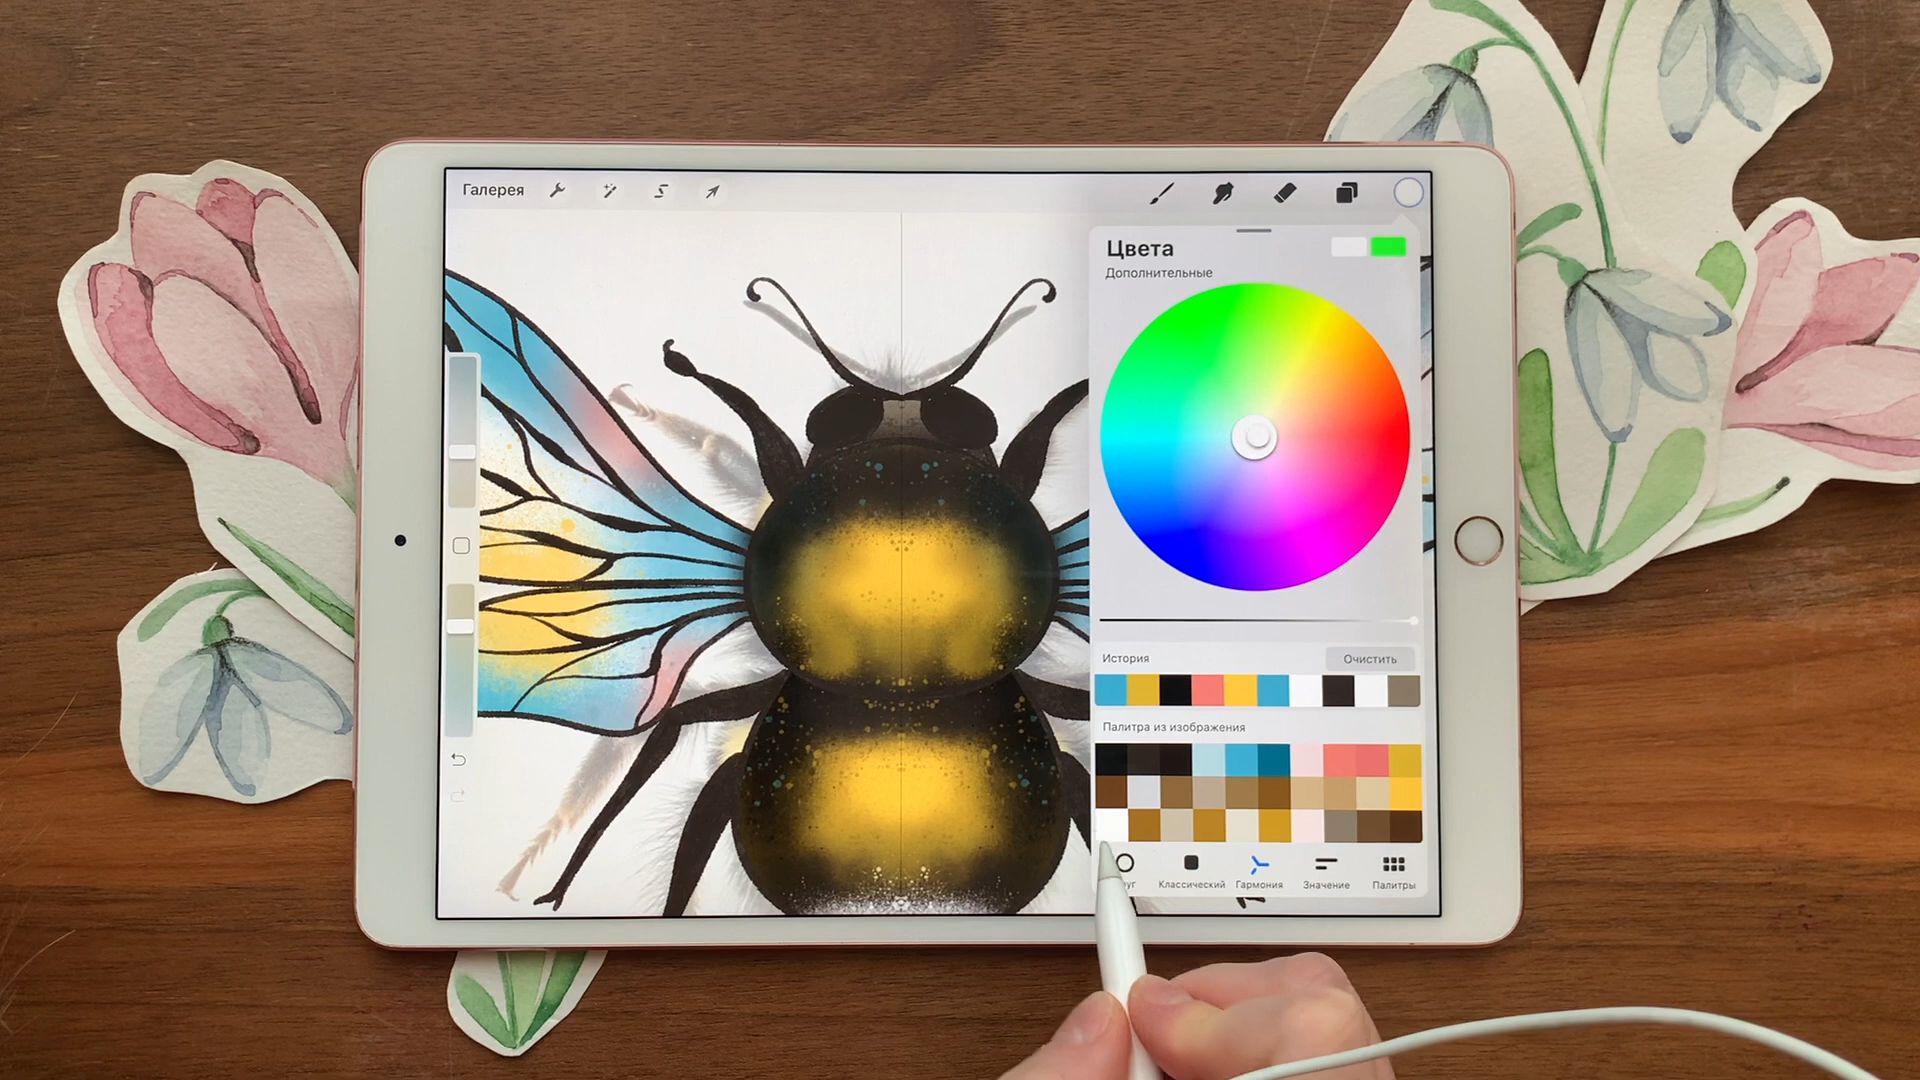 Галерея
Цвета
Дополнительные
История
Очистить
Палитра из изображения
Классический
Гармония
Значение
Палитры